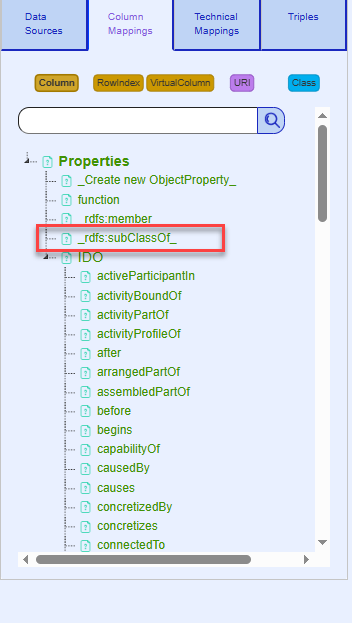 Data Sources
Column Mappings
Technical Mappings
Triples
Column
RowIndex
VirtualColumn
URI
Class
Properties
_Create new ObjectProperty_
function
_rdfs:member
_rdfs:subClassOf_
IDO
activeParticipantIn
activityBoundOf
activityPartOf
activityProfileOf
after
arrangedPartOf
assembledPartOf
before
begins
capabilityOf
causedBy
causes
concretizedBy
concretizes
connectedTo